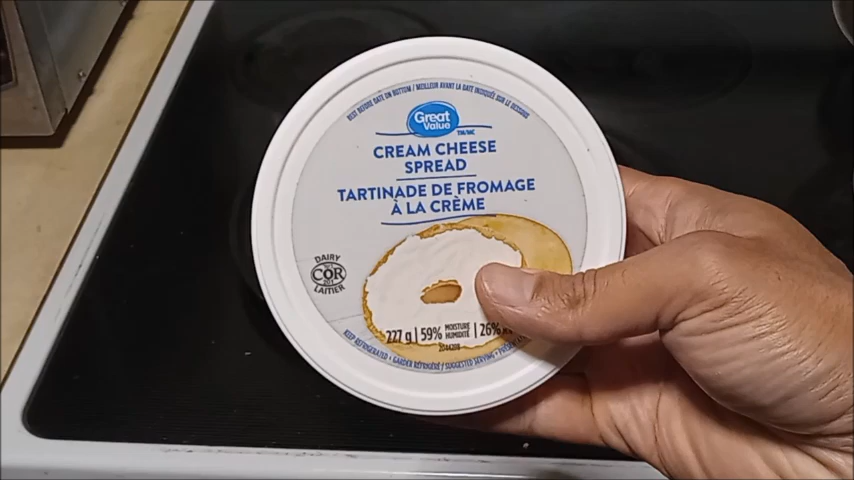 BEST BEFORE DATE ON BOTTOM / MEILLEUR AVANT LA DATE INDIQUÉE SUR LE DESSOUS
Great
Value
TM/MC
CREAM CHEESE
SPREAD
TARTINADE DE FROMAGE
À LA CRÈME
DAIRY
COR
LAITIER
227 g | 59% MOISTURE HUMIDITÉ | 26%
KEEP REFRIGERATED • GARDER RÉFRIGÉRÉ / SUGGESTED SERVING •